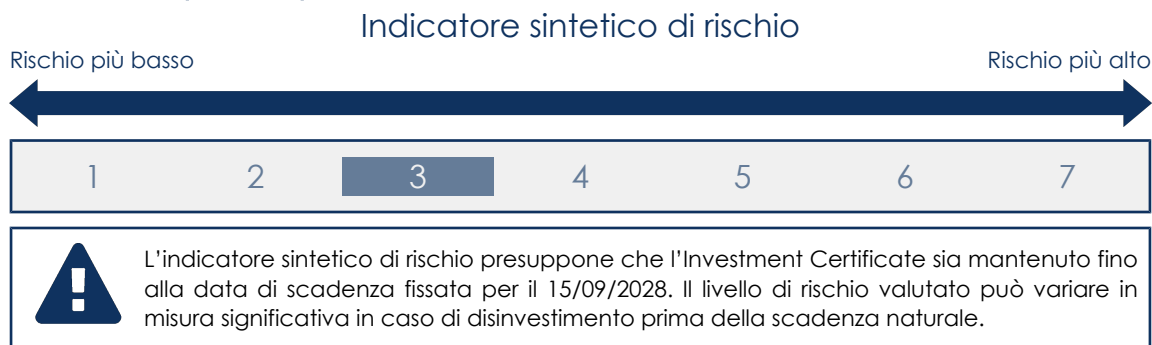 Indicatore sintetico di rischio
Rischio più basso
Rischio più alto
1 2 3 4 5 6 7
L'indicatore sintetico di rischio presuppone che l'Investment Certificate sia mantenuto fino
alla data di scadenza fissata per il 15/09/2028. Il livello di rischio valutato può variare in
misura significativa in caso di disinvestimento prima della scadenza naturale.